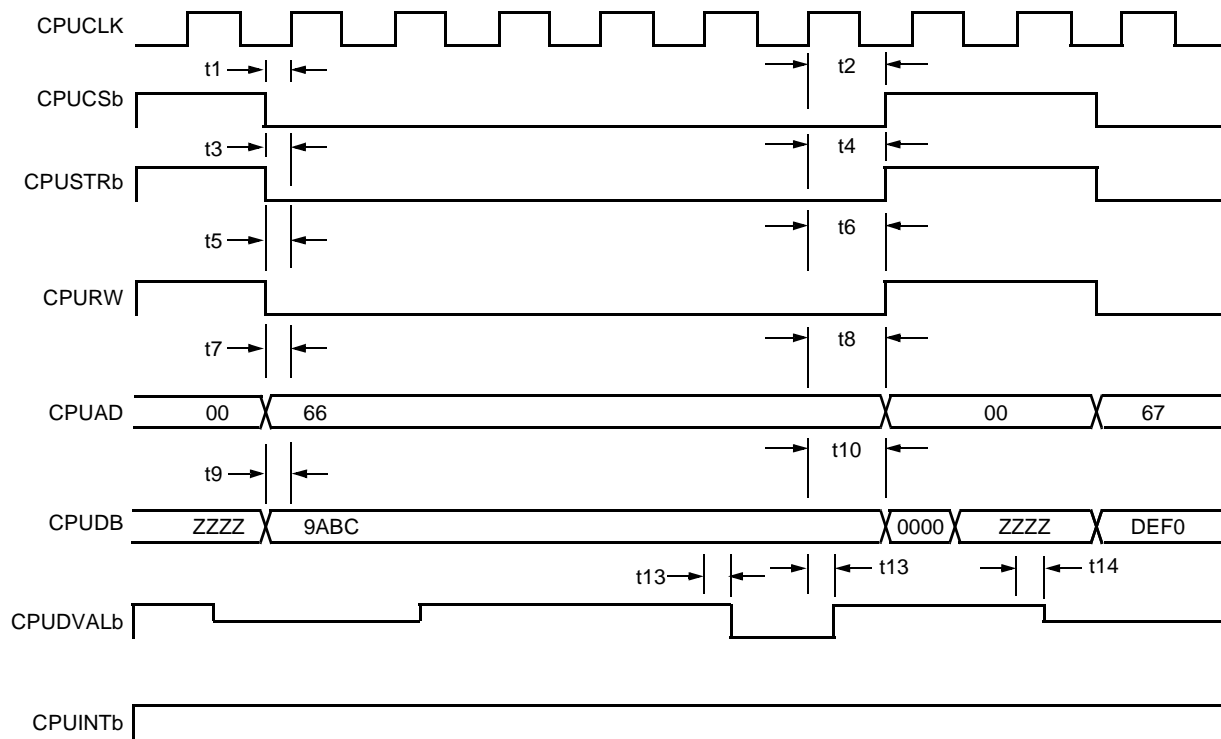 CPUCLK
t1
t2
CPUCSb
t3
t4
CPUSTRb
t5
t6
CPURW
t7
t8
CPUAD 00 66 00 67
t9
t10
CPUDB ZZZZ 9ABC 0000 ZZZZ DEF0
t13 t13 t14
CPUDVALb
CPUINTb